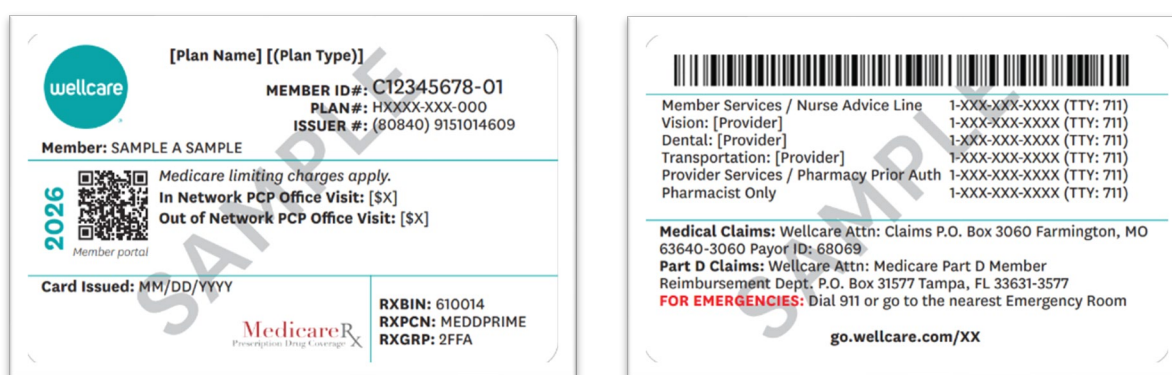 wellcare
[Plan Name] [(Plan Type)]
MEMBER ID#: C12345678-01
PLAN#: HXXXX-XXX-000
ISSUER #: (80840) 9151014609
Member: SAMPLE A SAMPLE
2026
Member portal
Medicare limiting charges apply.
In Network PCP Office Visit: [$X]
Out of Network PCP Office Visit: [$X]
Card Issued: MM/DD/YYYY
MedicareRx
Prescription Drug Coverage
RXBIN: 610014
RXPCN: MEDDPRIME
RXGRP: 2FFA
SAMPLE
Member Services / Nurse Advice Line 1-XXX-XXX-XXXX (TTY: 711)
Vision: [Provider] 1-XXX-XXX-XXXX (TTY: 711)
Dental: [Provider] 1-XXX-XXX-XXXX (TTY: 711)
Transportation: [Provider] 1-XXX-XXX-XXXX (TTY: 711)
Provider Services / Pharmacy Prior Auth 1-XXX-XXX-XXXX (TTY: 711)
Pharmacist Only 1-XXX-XXX-XXXX (TTY: 711)
Medical Claims: Wellcare Attn: Claims P.O. Box 3060 Farmington, MO
63640-3060 Payor ID: 68069
Part D Claims: Wellcare Attn: Medicare Part D Member
Reimbursement Dept. P.O. Box 31577 Tampa, FL 33631-3577
FOR EMERGENCIES: Dial 911 or go to the nearest Emergency Room
go.wellcare.com/XX
SAMPLE